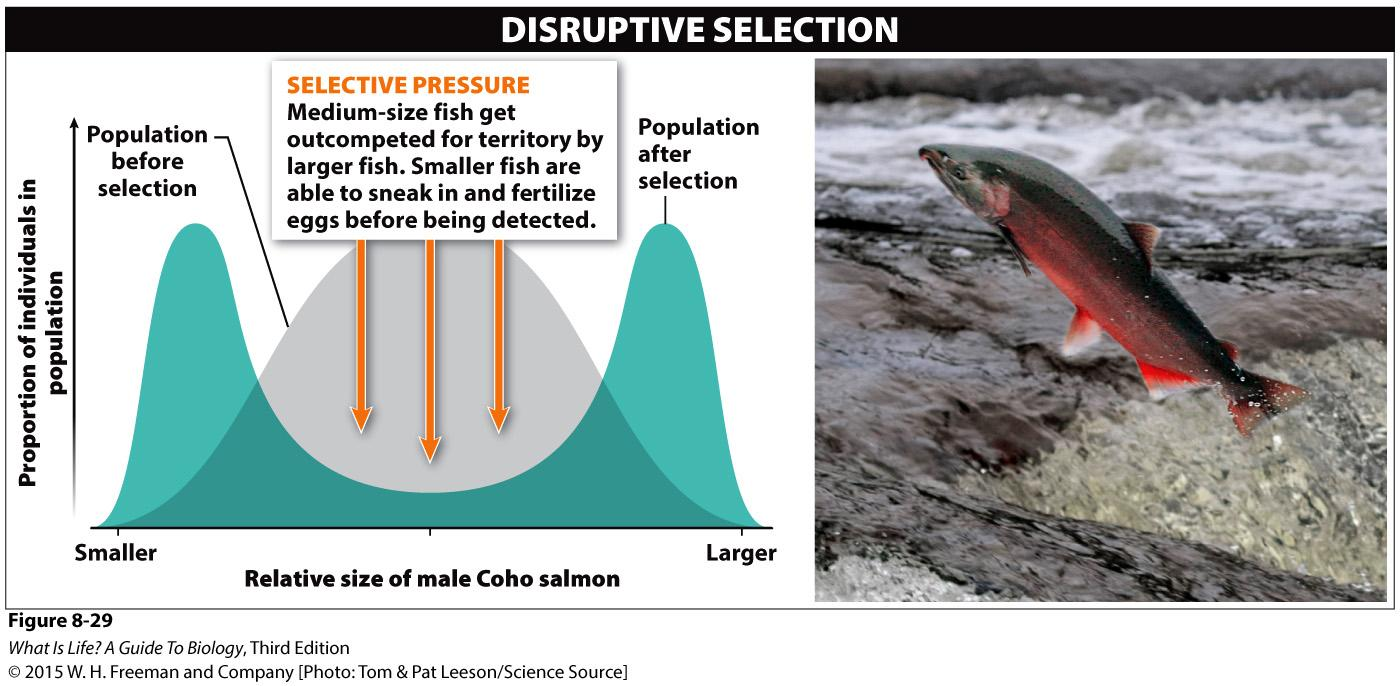 DISRUPTIVE SELECTION
SELECTIVE PRESSURE
Medium-size fish get
outcompeted for territory by
larger fish. Smaller fish are
able to sneak in and fertilize
eggs before being detected.
Population
before
selection
Population
after
selection
Proportion of individuals in
population
Smaller
Larger
Relative size of male Coho salmon
Figure 8-29
What Is Life? A Guide To Biology, Third Edition
© 2015 W. H. Freeman and Company [Photo: Tom & Pat Leeson/Science Source]